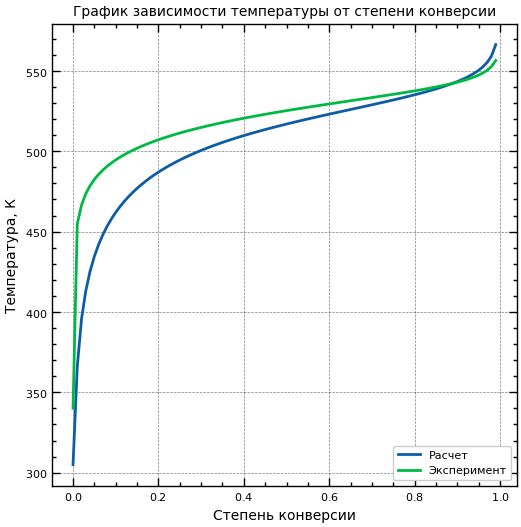 График зависимости температуры от степени конверсии
Температура, К
550
500
450
400
350
300
0.0 0.2 0.4 0.6 0.8 1.0
Степень конверсии
Расчет
Эксперимент